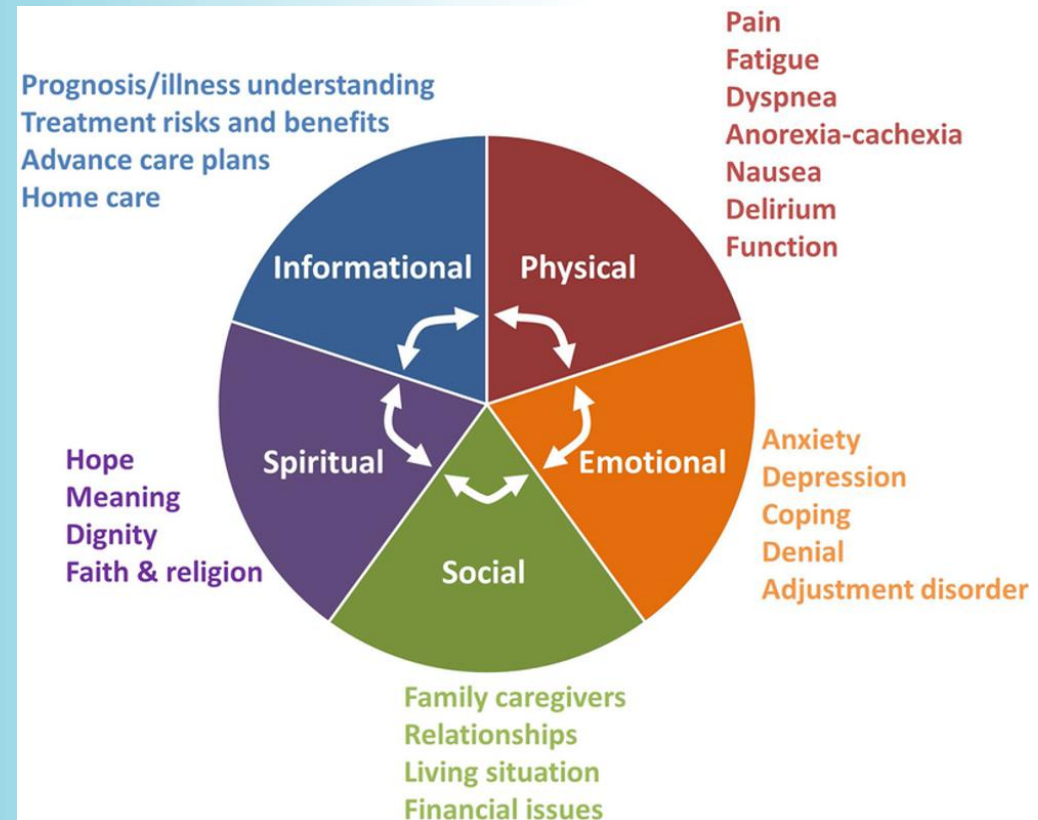 Prognosis/illness understanding
Treatment risks and benefits
Advance care plans
Home care
Pain
Fatigue
Dyspnea
Anorexia-cachexia
Nausea
Delirium
Function
Informational
Physical
Spiritual
Emotional
Social
Hope
Meaning
Dignity
Faith & religion
Anxiety
Depression
Coping
Denial
Adjustment disorder
Family caregivers
Relationships
Living situation
Financial issues